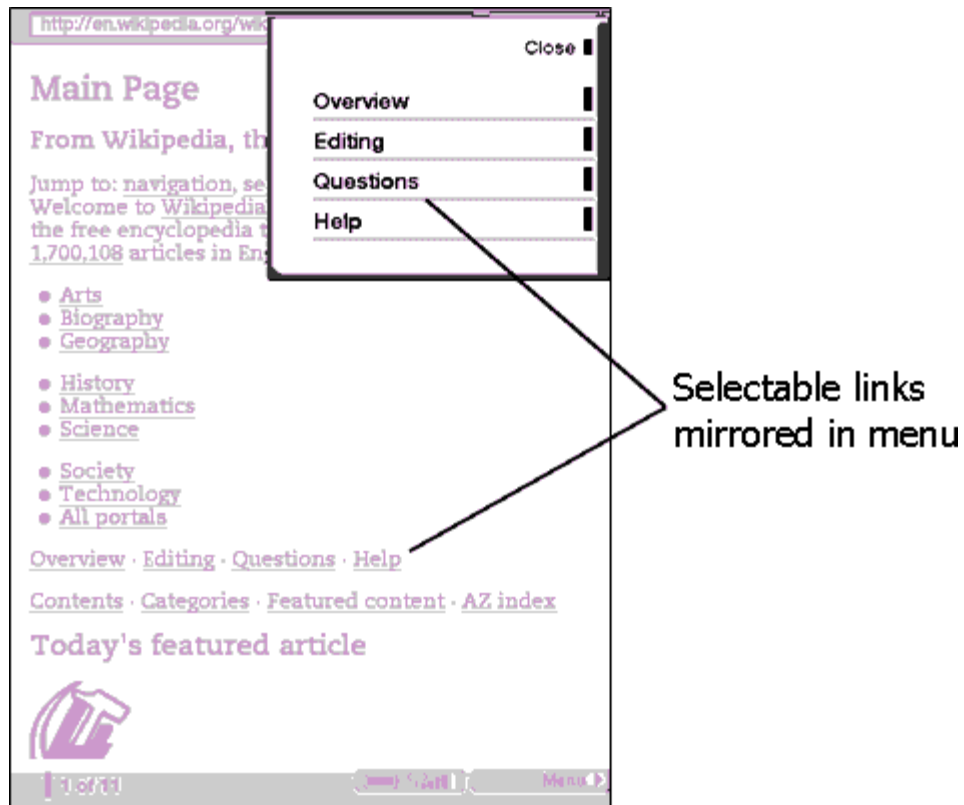 http://en.wikipedia.org/wik
Close
Overview
Editing
Questions
Help
Main Page
From Wikipedia, th
Jump to: navigation, se
Welcome to Wikipedia
the free encyclopedia t
1,700,108 articles in Eng
Arts
Biography
Geography
History
Mathematics
Science
Society
Technology
All portals
Overview · Editing · Questions · Help
Contents · Categories · Featured content · AZ index
Today's featured article
1 of 11
Menu
Selectable links
mirrored in menu